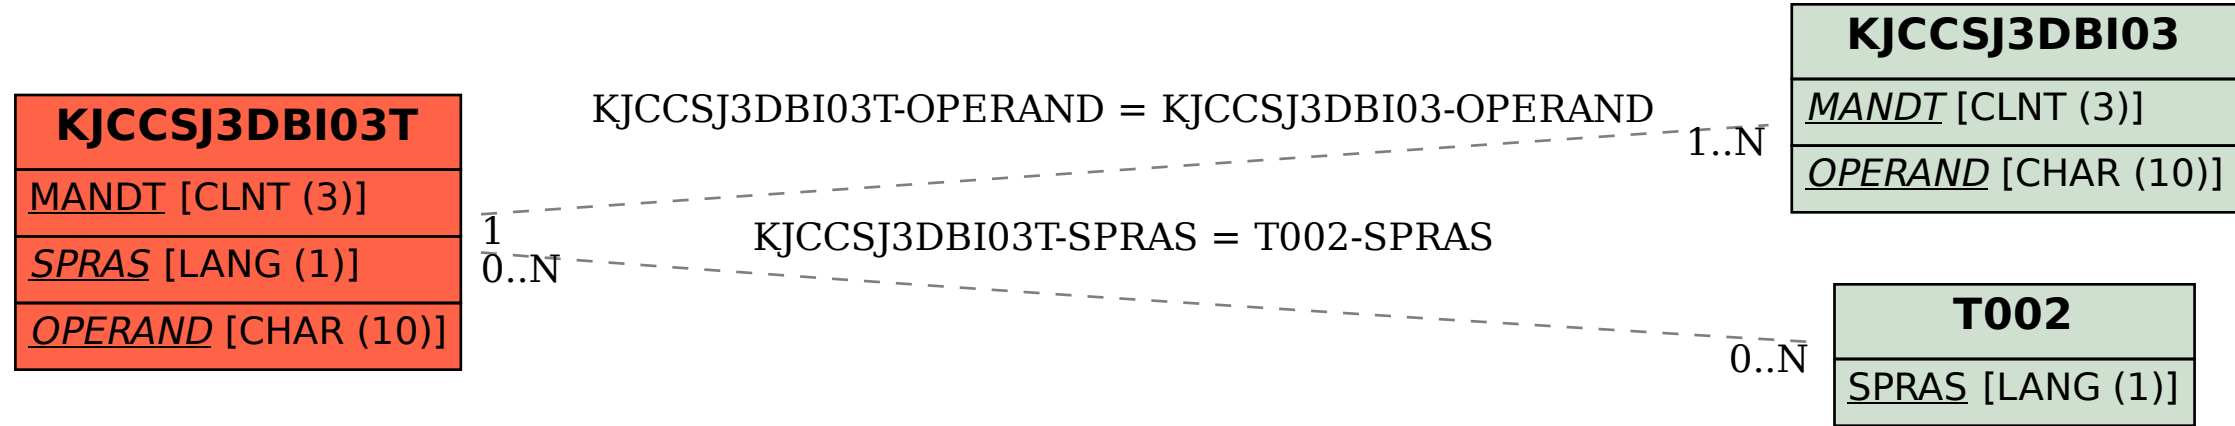 KJCCSJ3DBI03T
MANDT [CLNT (3)]
SPRAS [LANG (1)]
OPERAND [CHAR (10)]
KJCCSJ3DBI03T-OPERAND = KJCCSJ3DBI03-OPERAND
1
1..N
KJCCSJ3DBI03T-SPRAS = T002-SPRAS
0..N
0..N
KJCCSJ3DBI03
MANDT [CLNT (3)]
OPERAND [CHAR (10)]
T002
SPRAS [LANG (1)]